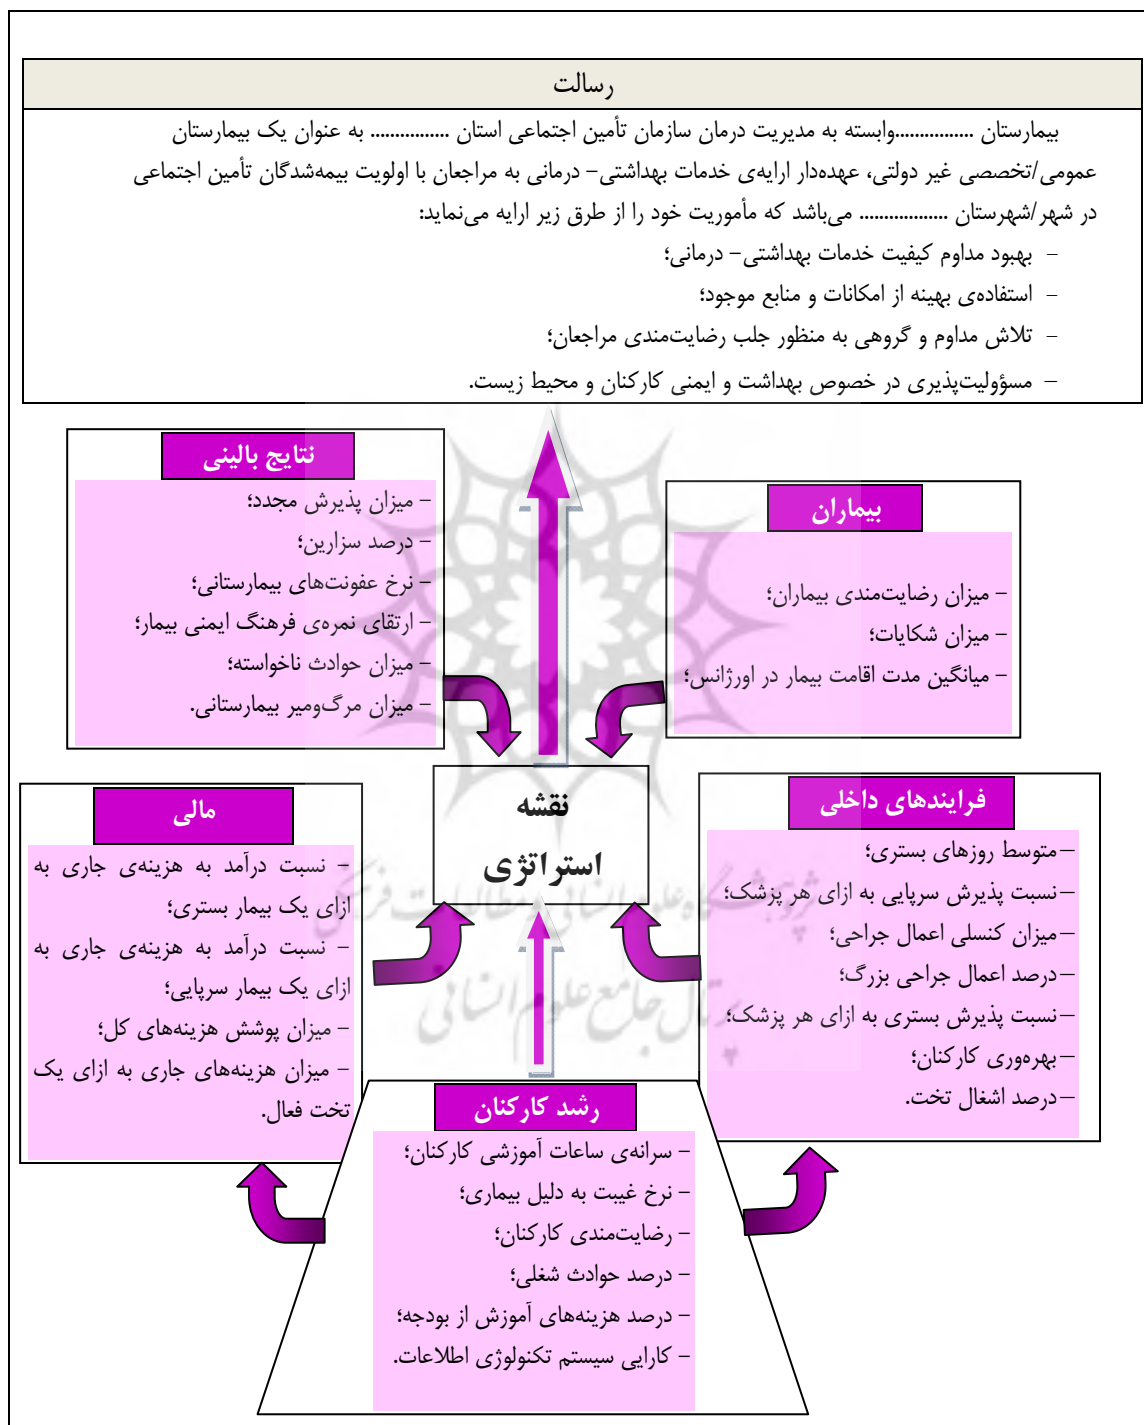 رسالت
بیمارستان ................وابسته به مدیریت درمان سازمان تأمین اجتماعی استان ................ به عنوان یک بیمارستان
عمومی/تخصصی غیر دولتی، عهده‌دار ارایه‌ی خدمات بهداشتی- درمانی به مراجعان با اولویت بیمه‌شدگان تأمین اجتماعی
در شهر/شهرستان .................. می‌باشد که مأموریت خود را از طرق زیر ارایه می‌نماید:
- بهبود مداوم کیفیت خدمات بهداشتی- درمانی؛
- استفاده‌ی بهینه از امکانات و منابع موجود؛
- تلاش مداوم و گروهی به منظور جلب رضایت‌مندی مراجعان؛
- مسؤولیت‌پذیری در خصوص بهداشت و ایمنی کارکنان و محیط زیست.
بیماران
- میزان رضایت‌مندی بیماران؛
- میزان شکایات؛
- میانگین مدت اقامت بیمار در اورژانس؛
نتایج بالینی
- میزان پذیرش مجدد؛
- درصد سزارین؛
- نرخ عفونت‌های بیمارستانی؛
- ارتقای نمره‌ی فرهنگ ایمنی بیمار؛
- میزان حوادث ناخواسته؛
- میزان مرگ‌ومیر بیمارستانی.
نقشه
استراتژی
فرایندهای داخلی
-متوسط روزهای بستری؛
-نسبت پذیرش سرپایی به ازای هر پزشک؛
-میزان کنسلی اعمال جراحی؛
-درصد اعمال جراحی بزرگ؛
-نسبت پذیرش بستری به ازای هر پزشک؛
-بهره‌وری کارکنان؛
-درصد اشغال تخت.
مالی
- نسبت درآمد به هزینه‌ی جاری به
ازای یک بیمار بستری؛
- نسبت درآمد به هزینه‌ی جاری به
ازای یک بیمار سرپایی؛
- میزان پوشش هزینه‌های کل؛
- میزان هزینه‌های جاری به ازای یک
تخت فعال.
پژوهشگاه علوم انسانی و مطالعات فرهنگی
پرتال جامع علوم انسانی
رشد کارکنان
- سرانه‌ی ساعات آموزشی کارکنان؛
- نرخ غیبت به دلیل بیماری؛
- رضایت‌مندی کارکنان؛
- درصد حوادث شغلی؛
- درصد هزینه‌های آموزش از بودجه؛
- کارایی سیستم تکنولوژی اطلاعات.